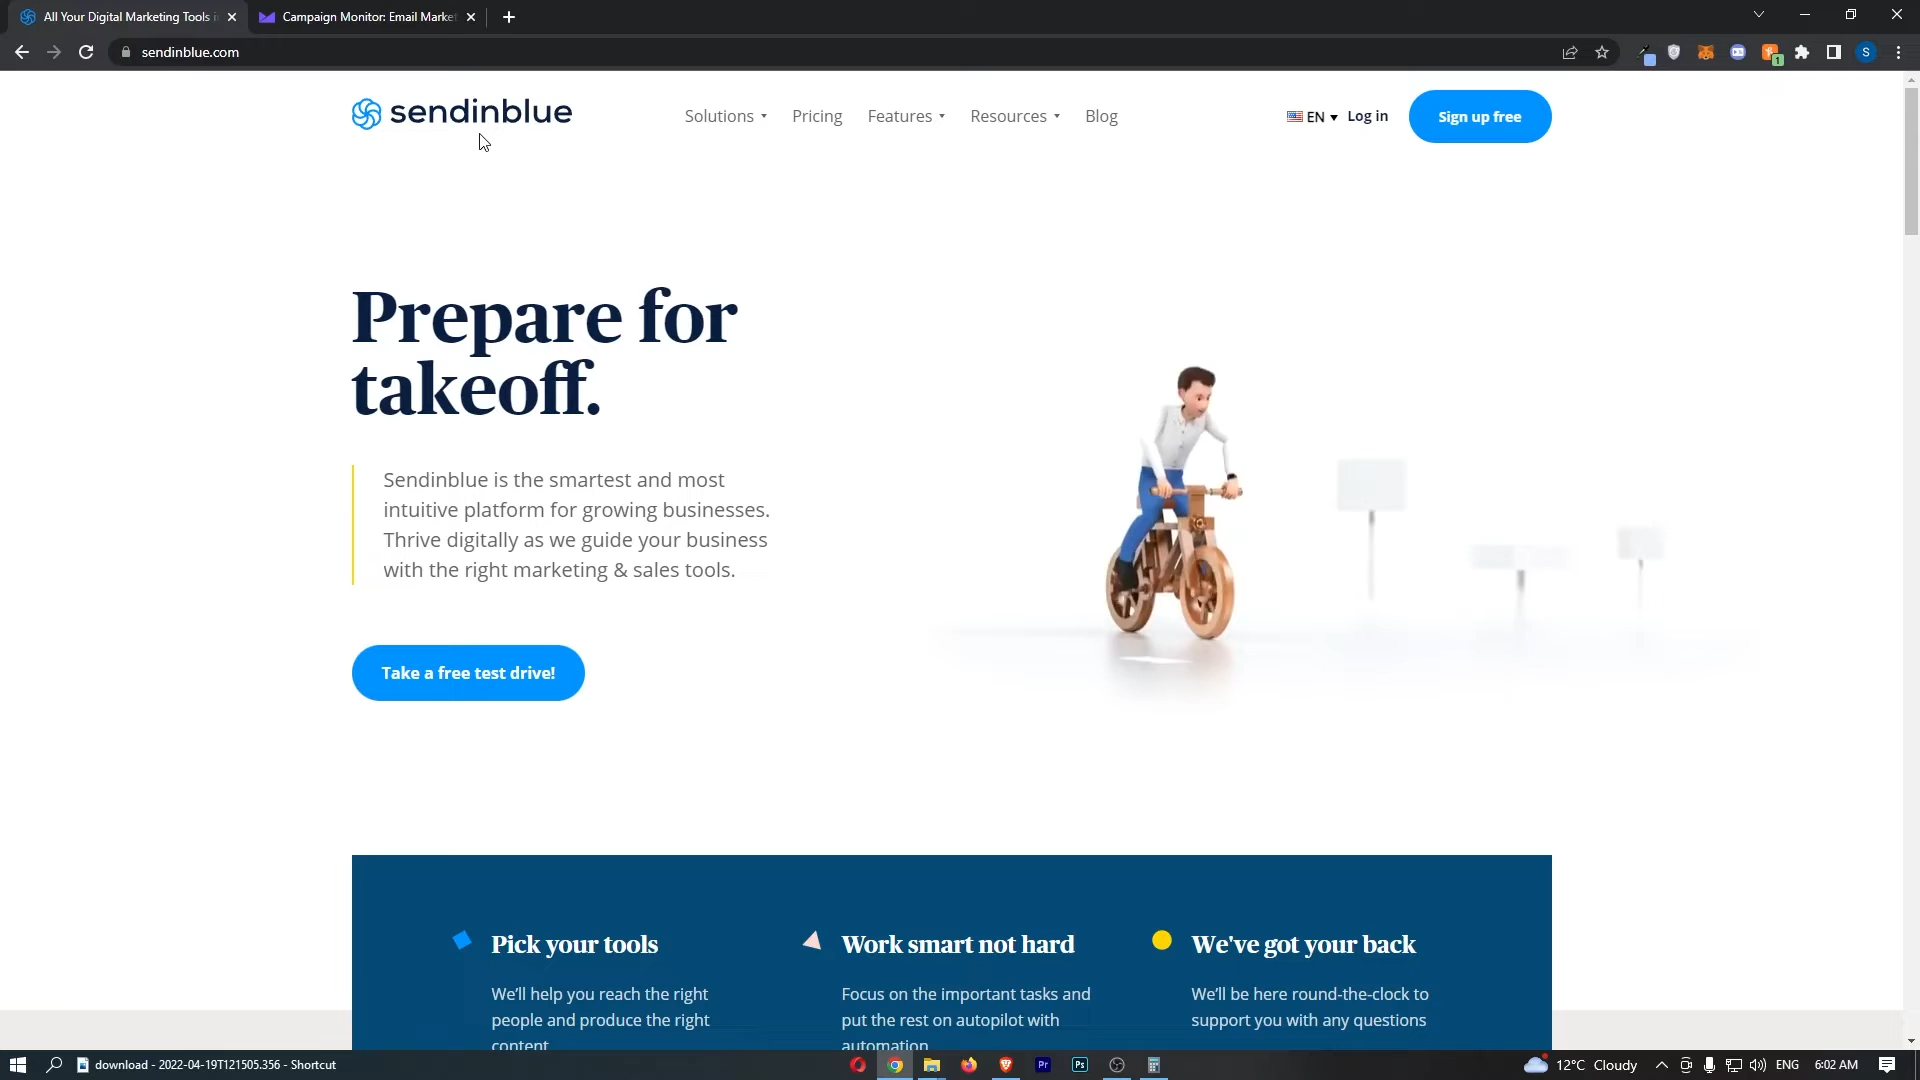 All Your Digital Marketing Tools i
Campaign Monitor: Email Market
sendinblue.com
S
1
sendinblue
Solutions
Pricing
Features
Resources
Blog
EN
Log in
Sign up free
Prepare for
takeoff.
Sendinblue is the smartest and most
intuitive platform for growing businesses.
Thrive digitally as we guide your business
with the right marketing & sales tools.
Take a free test drive!
Pick your tools
We'll help you reach the right
people and produce the right
content
Work smart not hard
Focus on the important tasks and
put the rest on autopilot with
automation
We've got your back
We'll be here round-the-clock to
support you with any questions
download - 2022-04-19T121505.356 - Shortcut
Pr
Ps
12°C Cloudy
ENG
6:02 AM